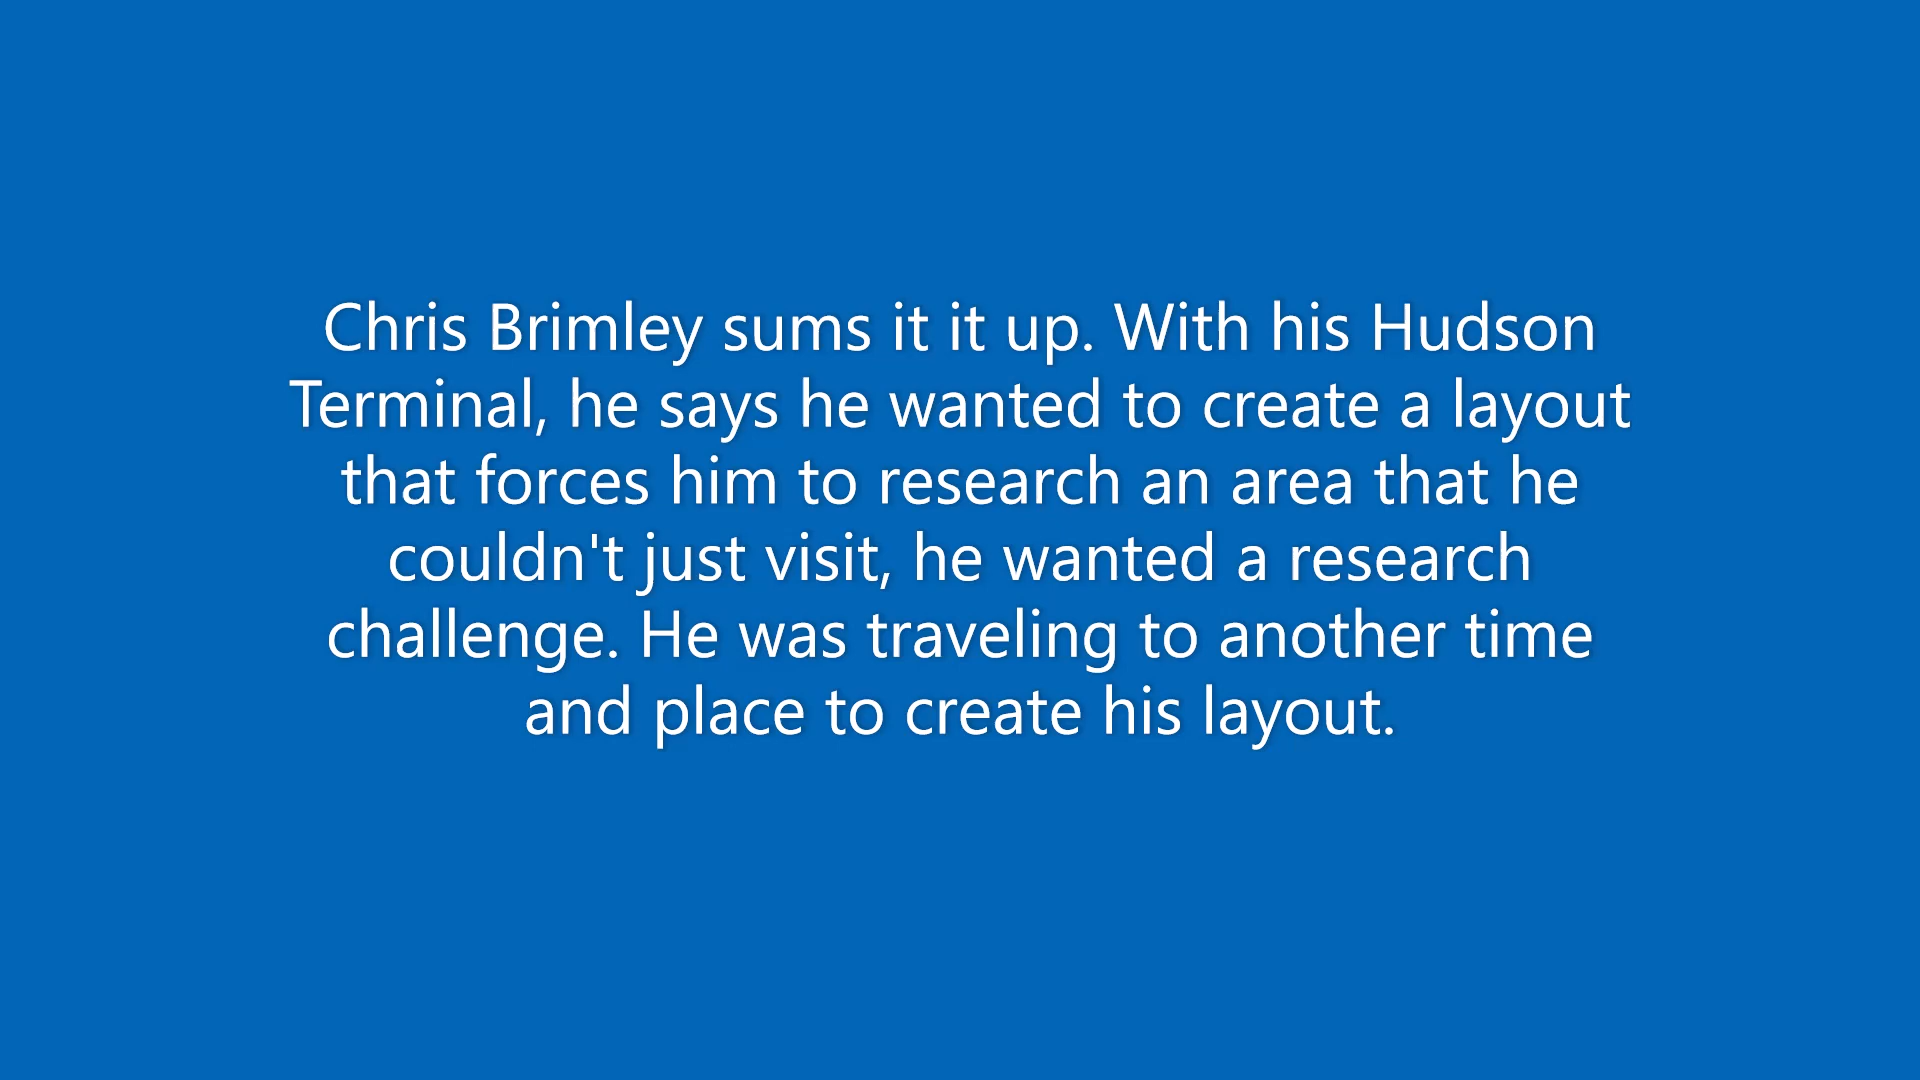 Chris Brimley sums it it up. With his Hudson
Terminal, he says he wanted to create a layout
that forces him to research an area that he
couldn't just visit, he wanted a research
challenge. He was traveling to another time
and place to create his layout.